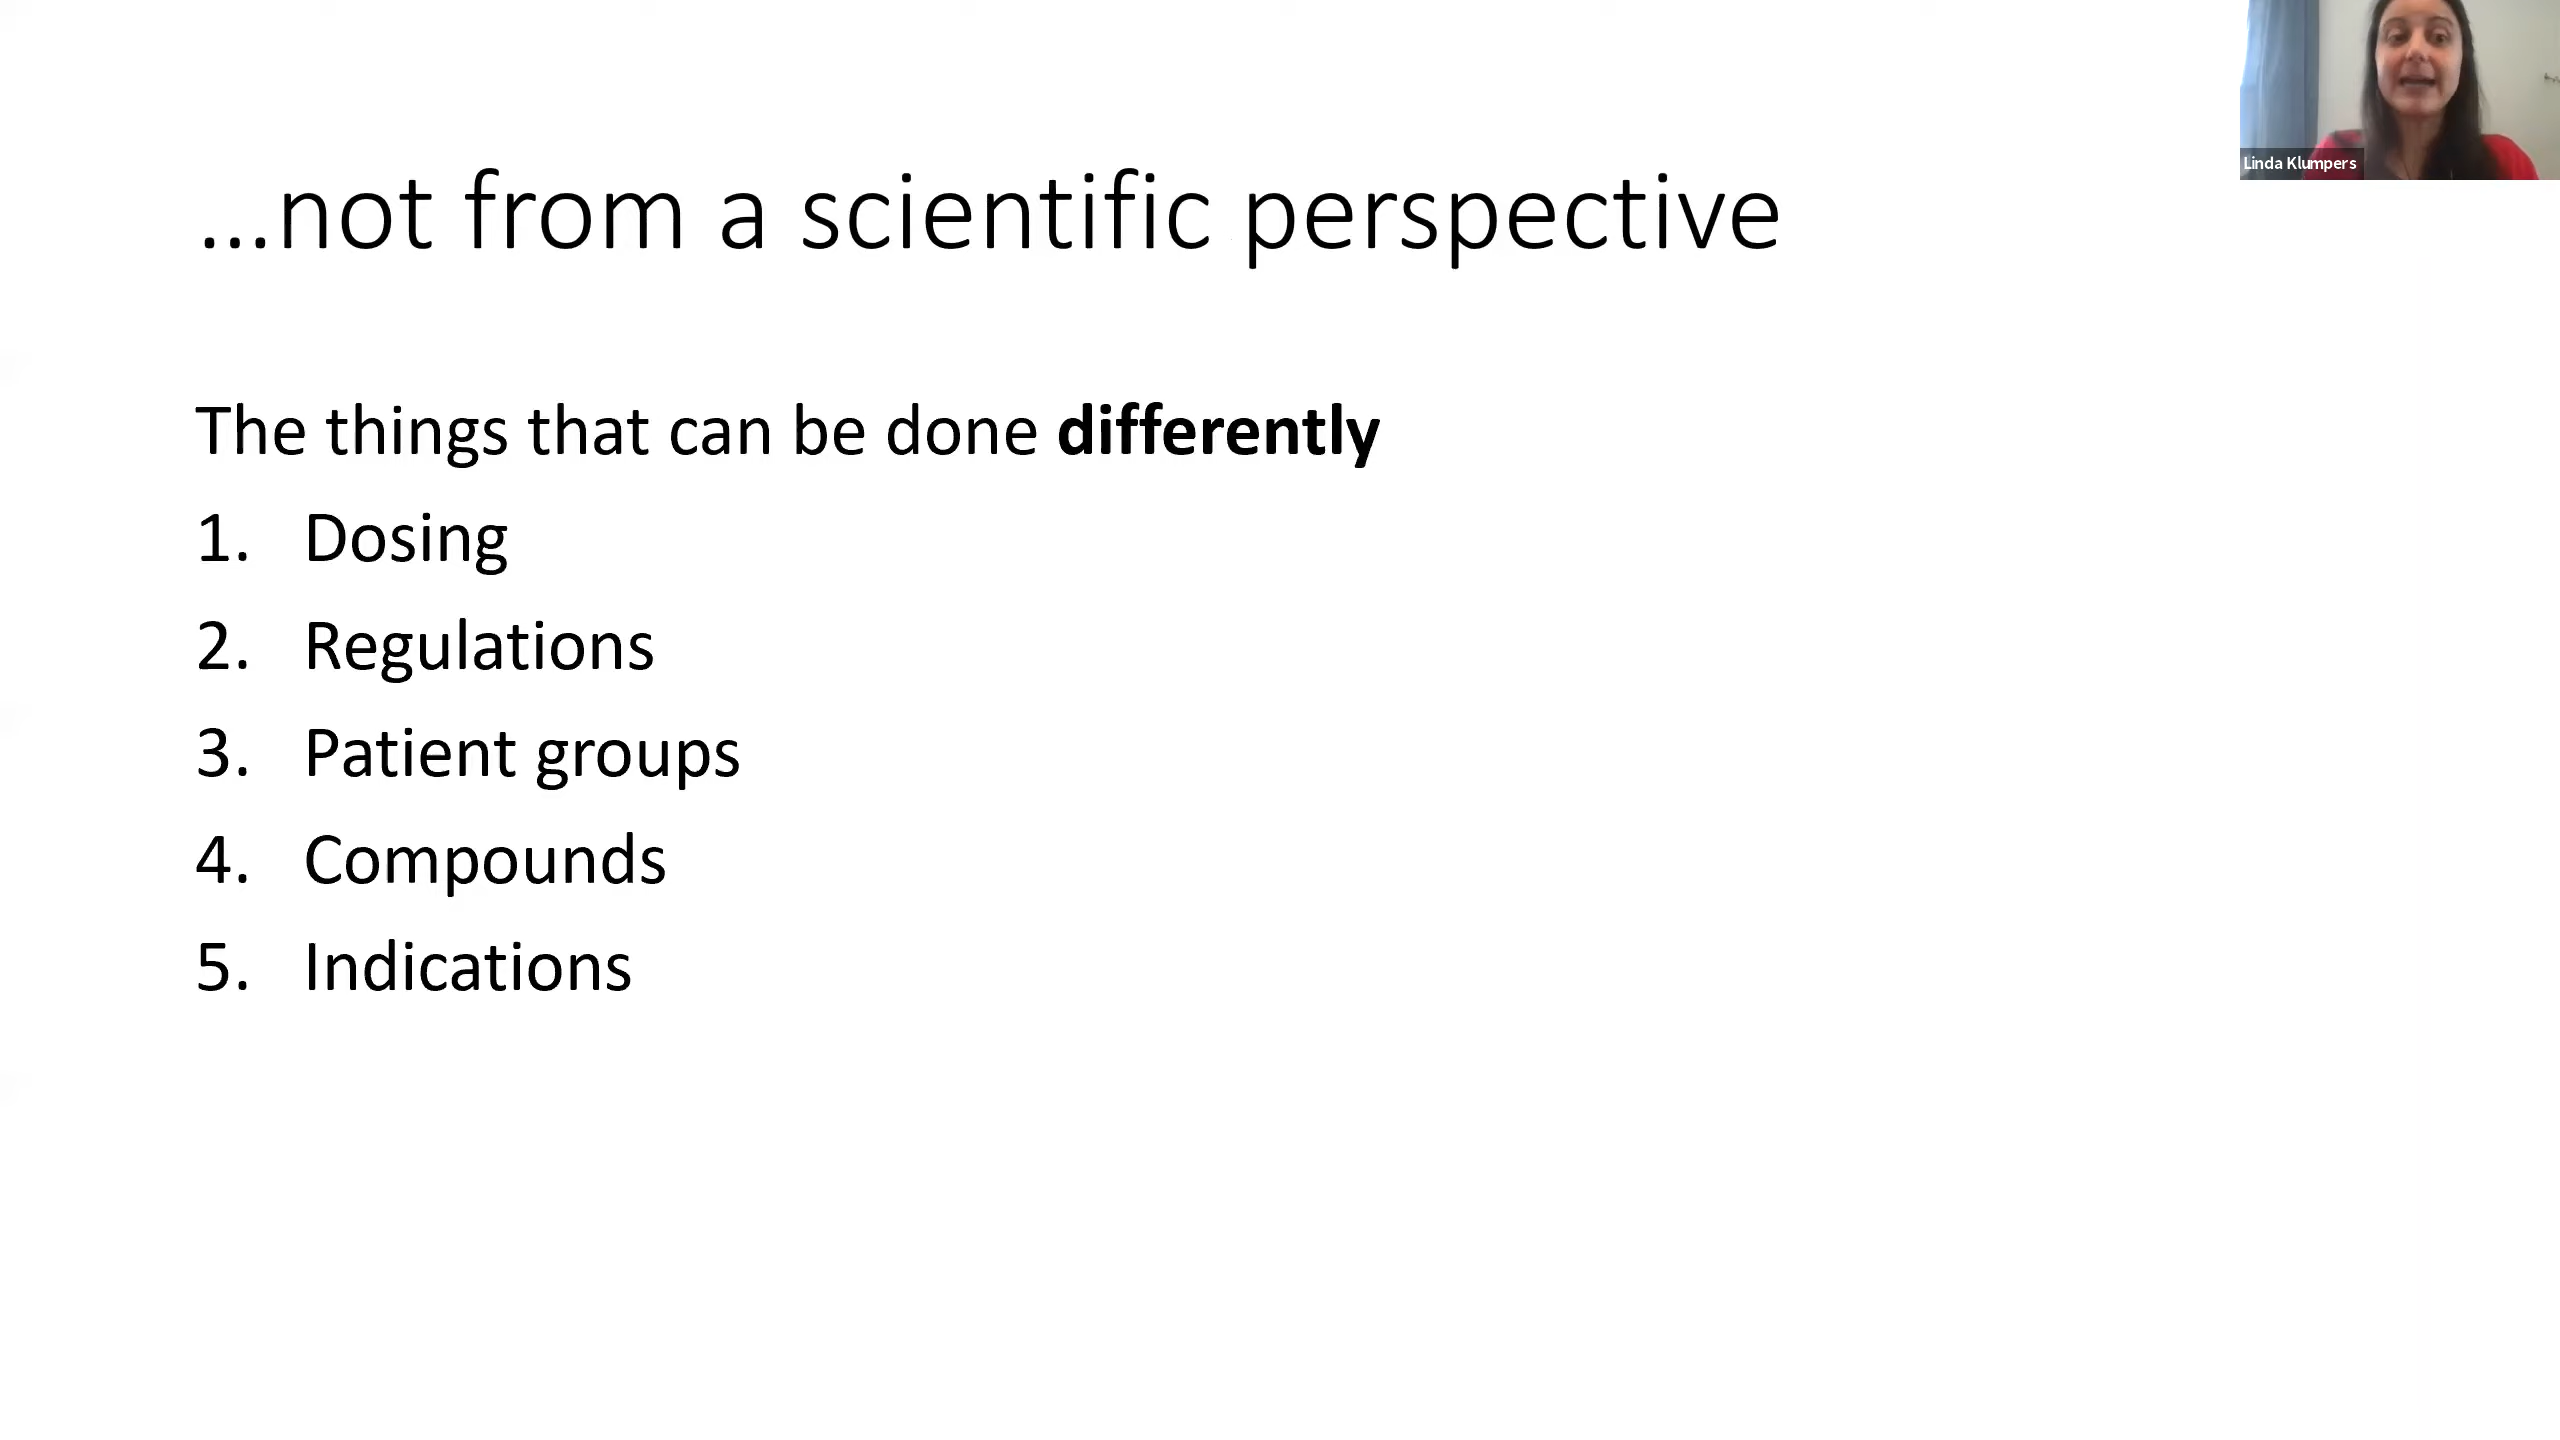 Linda Klumpers
...not from a scientific perspective
The things that can be done differently
1. Dosing
2. Regulations
3. Patient groups
4. Compounds
5. Indications